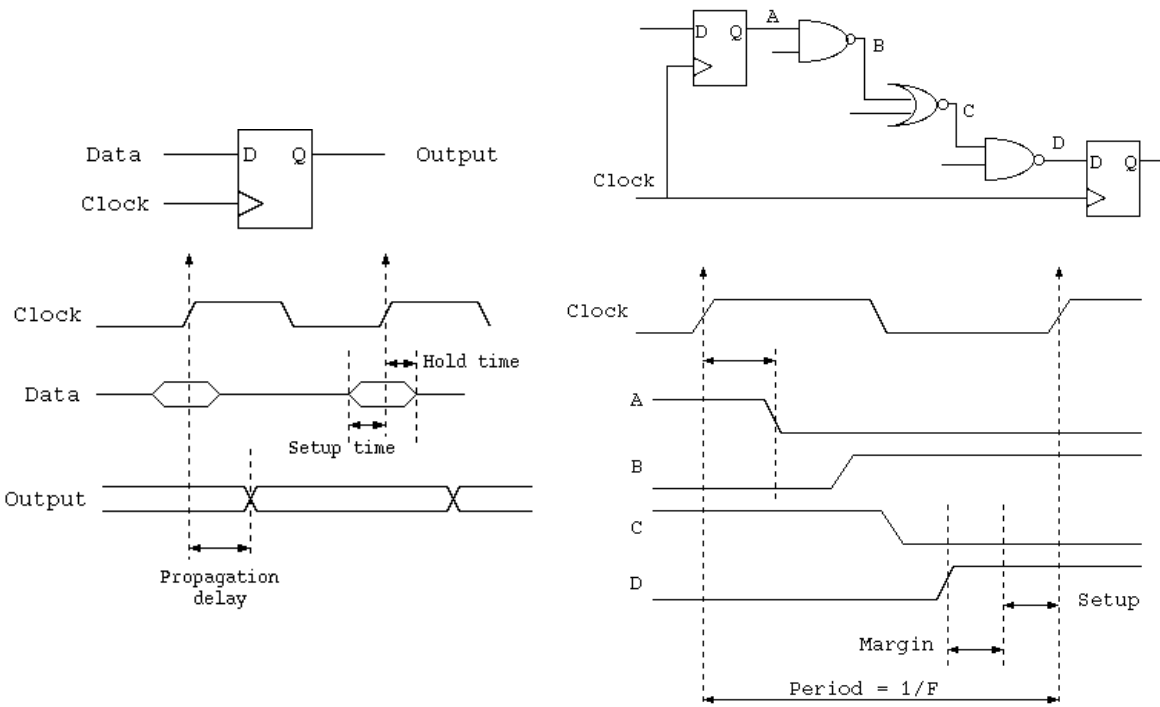 Data
D Q
Output
Clock
Clock
Hold time
Data
Setup time
Output
Propagation
delay
A
D Q
B
C
D
D Q
Clock
Clock
A
B
C
D
Setup
Margin
Period = 1/F